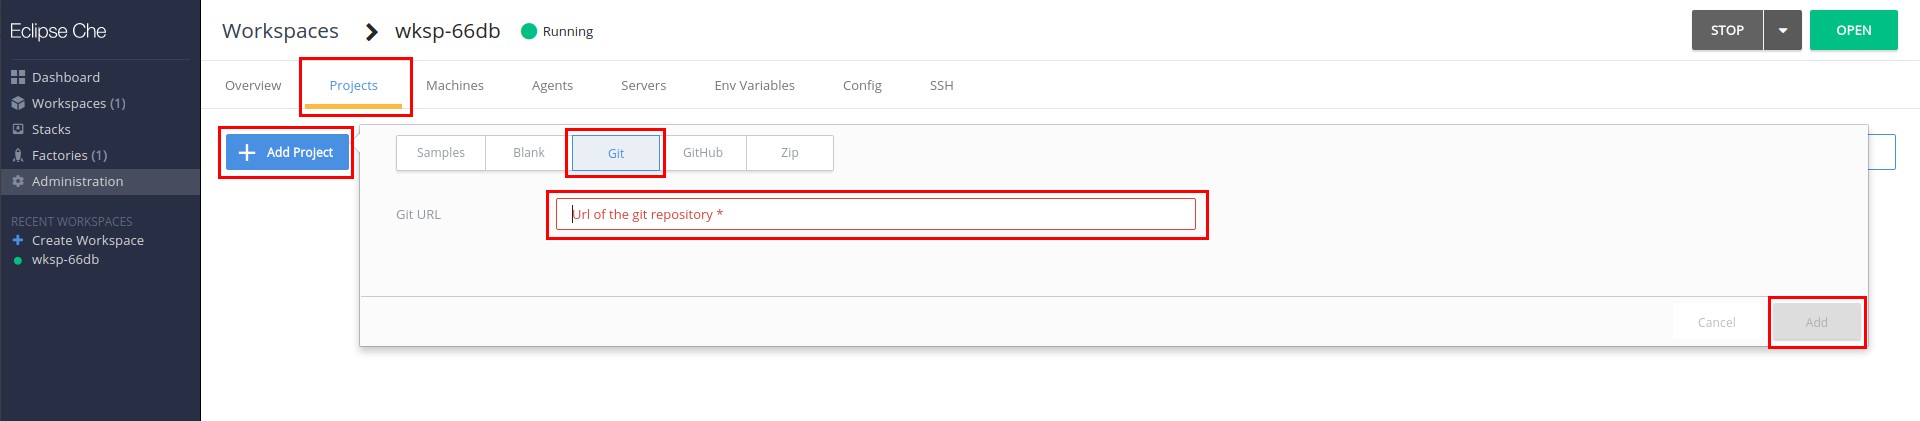 Eclipse Che
Dashboard
Workspaces (1)
Stacks
Factories (1)
Administration
RECENT WORKSPACES
Create Workspace
wksp-66db
Workspaces wksp-66db Running
STOP OPEN
Overview Projects Machines Agents Servers Env Variables Config SSH
Add Project
Samples Blank Git GitHub Zip
Git URL Url of the git repository *
Cancel Add